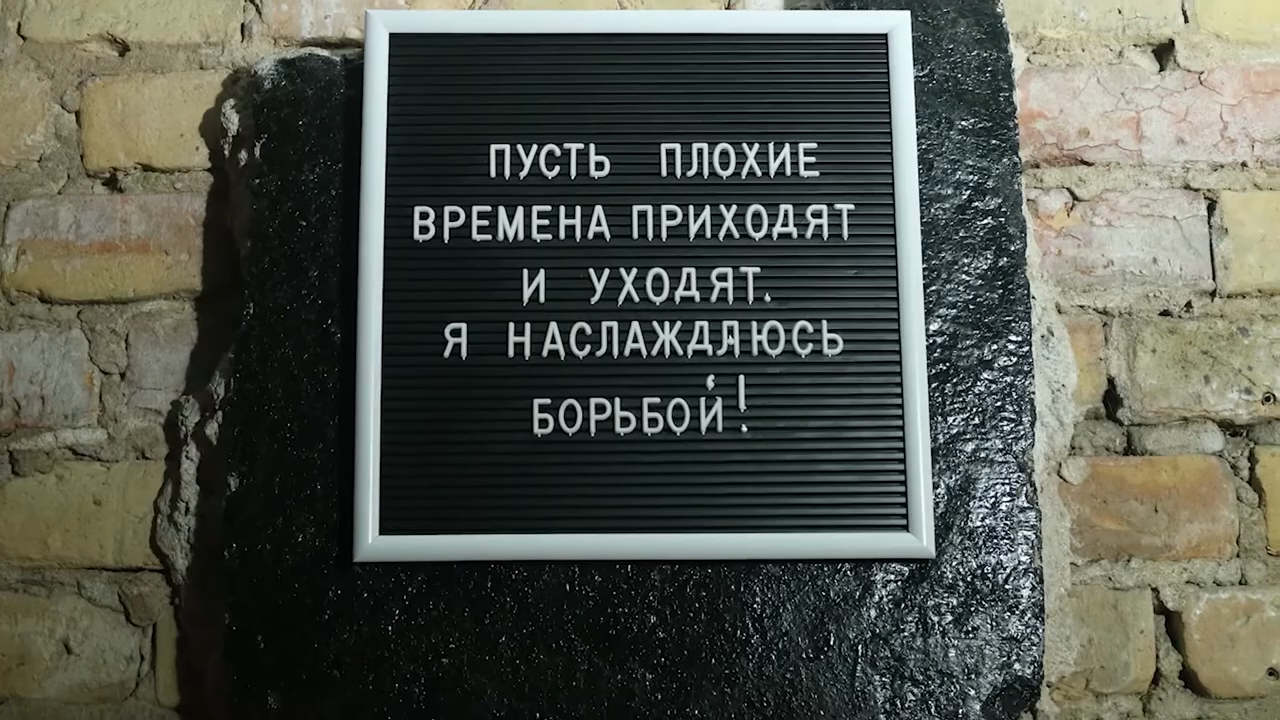 ПУСТЬ ПЛОХИЕ
ВРЕМЕНА ПРИХОДЯТ
И УХОДЯТ.
Я НАСЛАЖДАЮСЬ
БОРЬБОЙ!